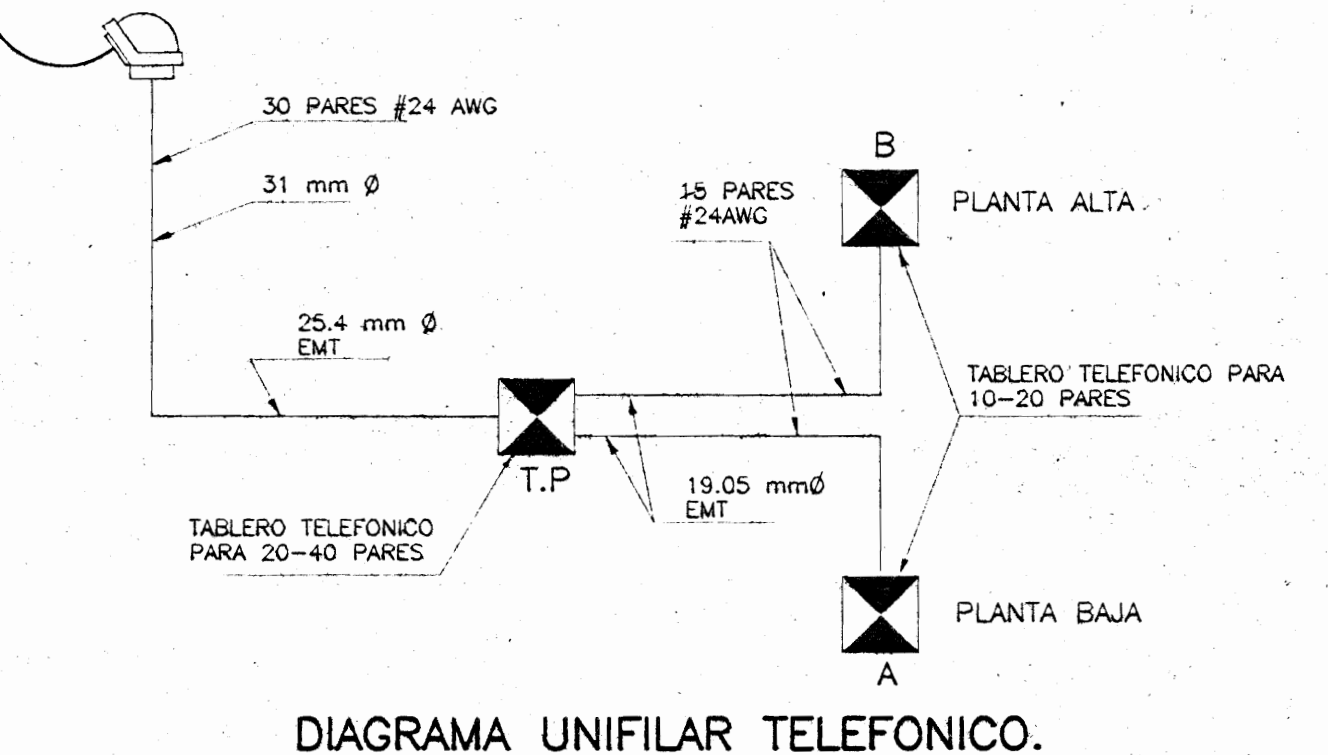 30 PARES #24 AWG
31 mm Ø
25.4 mm Ø
EMT
T.P
TABLERO TELEFONICO
PARA 20-40 PARES
15 PARES
#24AWG
19.05 mmØ
EMT
B
PLANTA ALTA
TABLERO TELEFONICO PARA
10-20 PARES
PLANTA BAJA
A
DIAGRAMA UNIFILAR TELEFONICO.